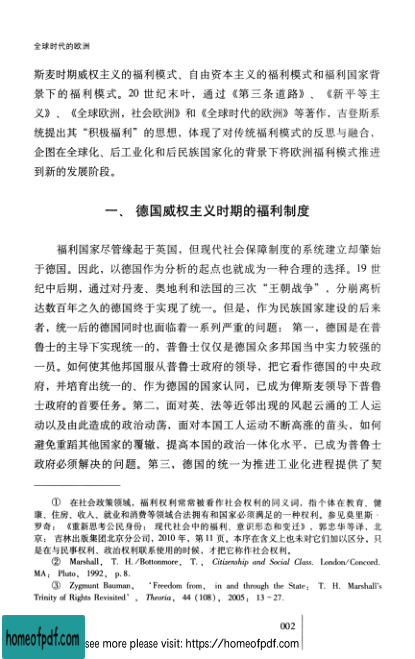 全球时代的欧洲
斯麦时期威权主义的福利模式、自由资本主义的福利模式和福利国家背
景下的福利模式。20 世纪末叶，通过《第三条道路》、《新平等主
义》、《全球欧洲，社会欧洲》和《全球时代的欧洲》等著作，吉登斯系
统提出其“积极福利”的思想，体现了对传统福利模式的反思与融合，
企图在全球化、后工业化和后民族国家化的背景下将欧洲福利模式推进
到新的发展阶段。
一、 德国威权主义时期的福利制度
福利国家尽管缘起于英国，但现代社会保障制度的系统建立却肇始
于德国。因此，以德国作为分析的起点也就成为一种合理的选择。19 世
纪中后期，通过对丹麦、奥地利和法国的三次“王朝战争”，分崩离析
达数百年之久的德国终于实现了统一。但是，作为民族国家建设的后来
者，统一后的德国同时也面临着一系列严重的问题：第一，德国是在普
鲁士的主导下实现统一的，普鲁士仅仅是德国众多邦国当中实力较强的
一员。如何使其他邦国服从普鲁士政府的领导，把它看作德国的中央政
府，并培育出统一的、作为德国的国家认同，已成为俾斯麦领导下普鲁
士政府的首要任务。第二，面对英、法等近邻出现的风起云涌的工人运
动以及由此造成的政治动荡，面对本国工人运动不断高涨的苗头，如何
避免重蹈其他国家的覆辙，提高本国的政治一体化水平，已成为普鲁士
政府必须解决的问题。第三，德国的统一为推进工业化进程提供了契
① 在社会政策领域，福利权利常常被看作社会权利的同义词，指个体在教育、健
康、住房、收入、就业和消费等领域合法拥有和国家必须满足的一种权利。参见莫里斯·
罗奇：《重新思考公民身份：现代社会中的福利、意识形态和变迁》，郭忠华等译，北
京：吉林出版集团北京分公司，2010 年，第 11 页。本序在含义上也未对它们加以区分，只
是在与民事权利、政治权利联系使用的时候，才把它称作社会权利。
② Marshall, T. H./Bottomore, T., Citizenship and Social Class. London/Concord.
MA: Pluto, 1992, p. 8.
③ Zygmunt Bauman, ‘Freedom from, in and through the State: T. H. Marshall's
Trinity of Rights Revisited’, Theoria, 44 (108), 2005; 13-27.
002
homeofpdf.com
see more please visit: https://homeofpdf.com